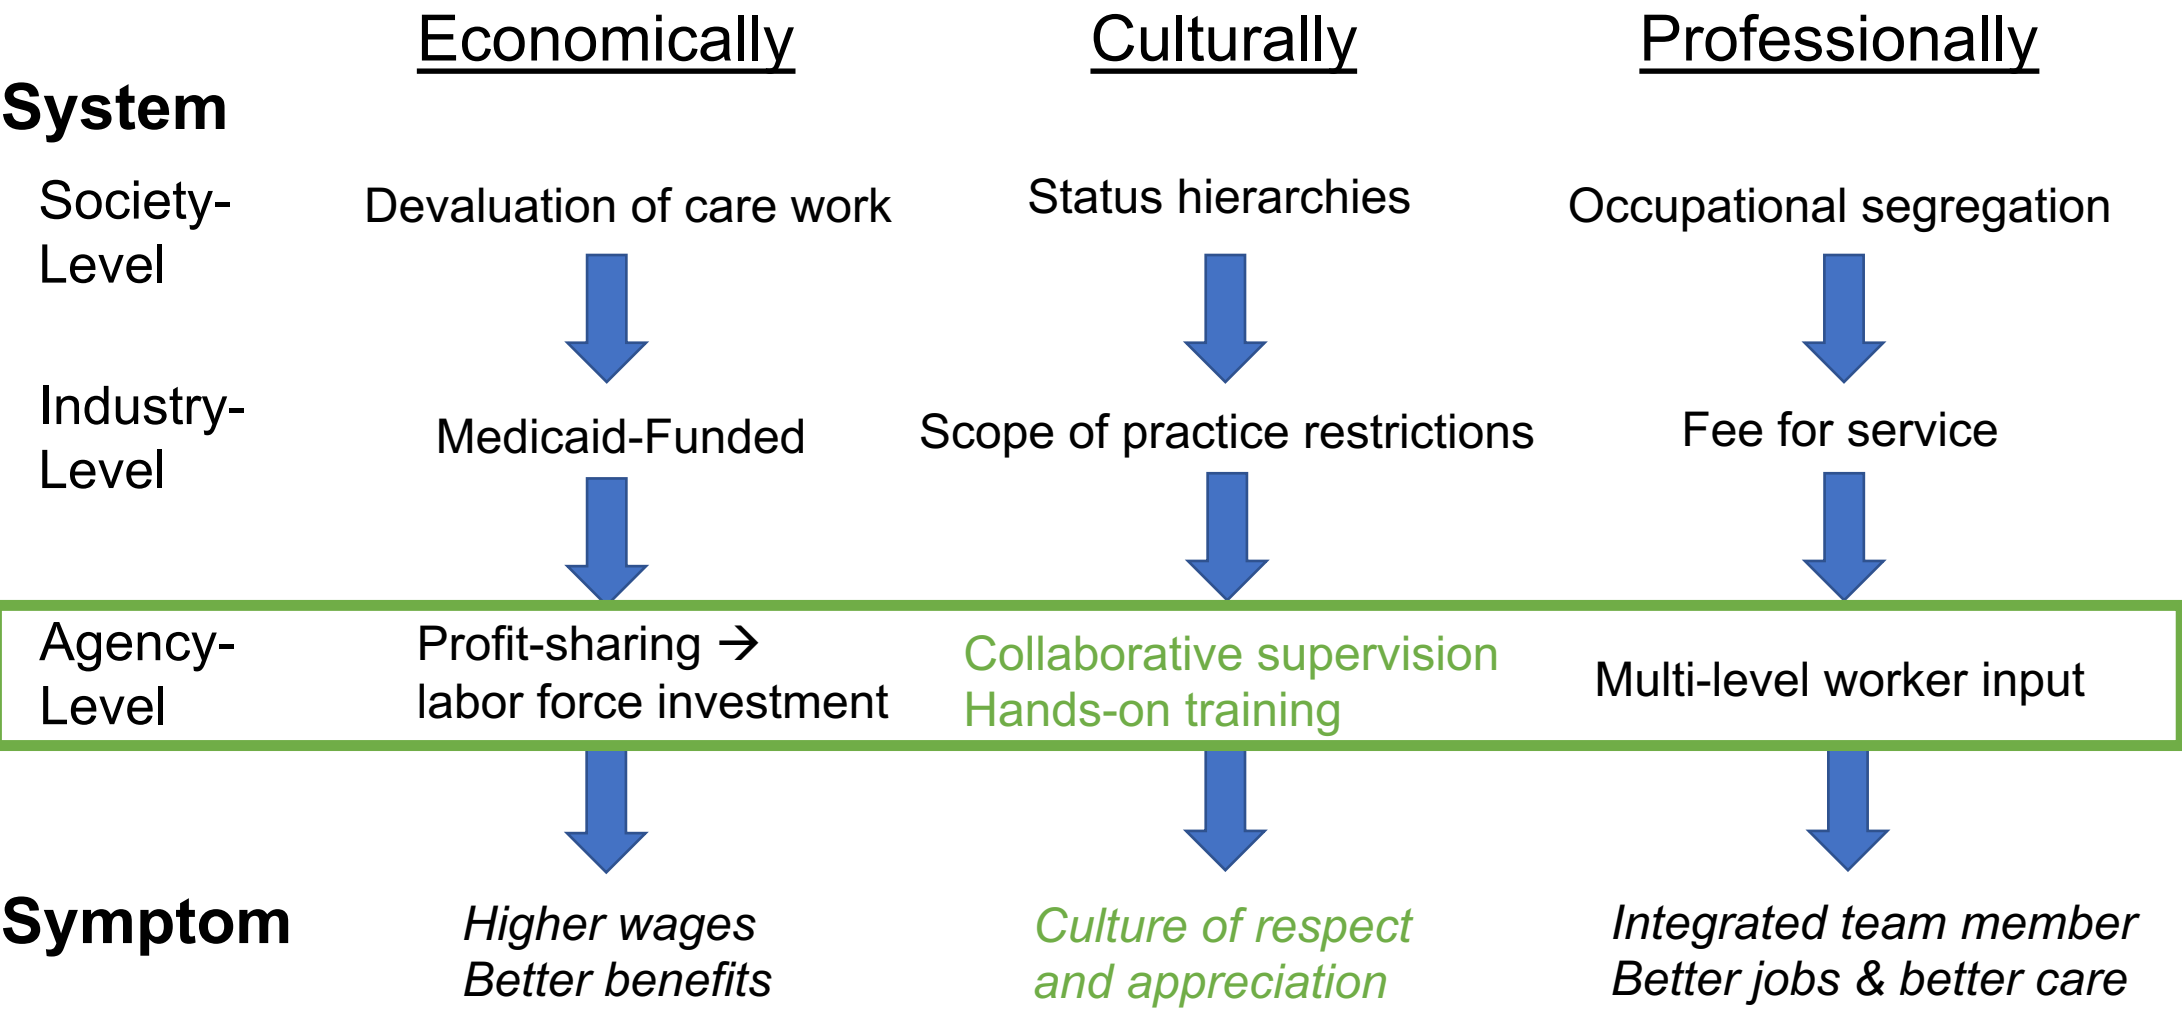 Economically Culturally Professionally
System
Society-
Level
Devaluation of care work
Status hierarchies
Occupational segregation
Industry-
Level
Medicaid-Funded
Scope of practice restrictions
Fee for service
Agency-
Level
Profit-sharing →
labor force investment
Collaborative supervision
Hands-on training
Multi-level worker input
Symptom
Higher wages
Better benefits
Culture of respect
and appreciation
Integrated team member
Better jobs & better care